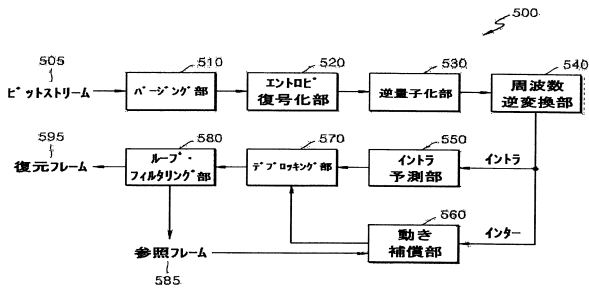 500
505
ビットストリーム
510
パージング部
520
エントロピ
復号化部
530
逆量子化部
540
周波数
逆変換部
595
復元フレーム
580
ループ・
フィルタリング部
570
デブロッキング部
550
イントラ
予測部
イントラ
560
動き
補償部
インター
参照フレーム
585